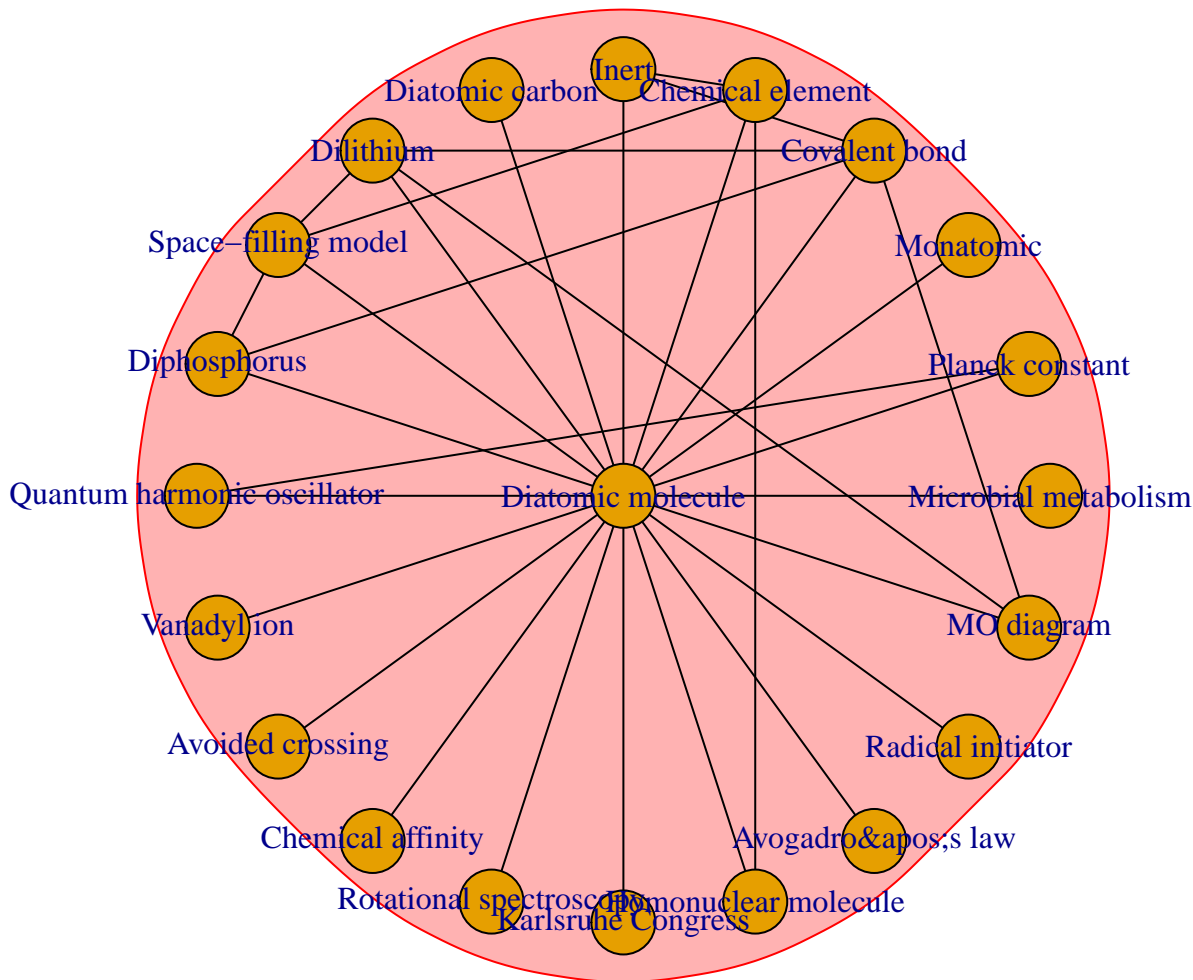 Inert
Diatomic carbon
Chemical element
Dilithium
Covalent bond
Space−filling model
Monatomic
Diphosphorus
Planck constant
Quantum harmonic oscillator
Diatomic molecule
Microbial metabolism
Vanadyl ion
MO diagram
Avoided crossing
Radical initiator
Chemical affinity
Avogadro&apos;s law
Rotational spectroscopy
Homonuclear molecule
Karlsruhe Congress